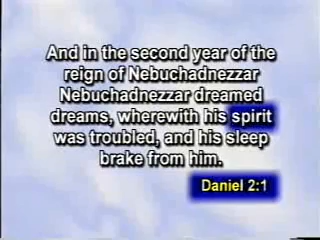 And in the second year of the
reign of Nebuchadnezzar
Nebuchadnezzar dreamed
dreams, wherewith his spirit
was troubled, and his sleep
brake from him.
Daniel 2:1